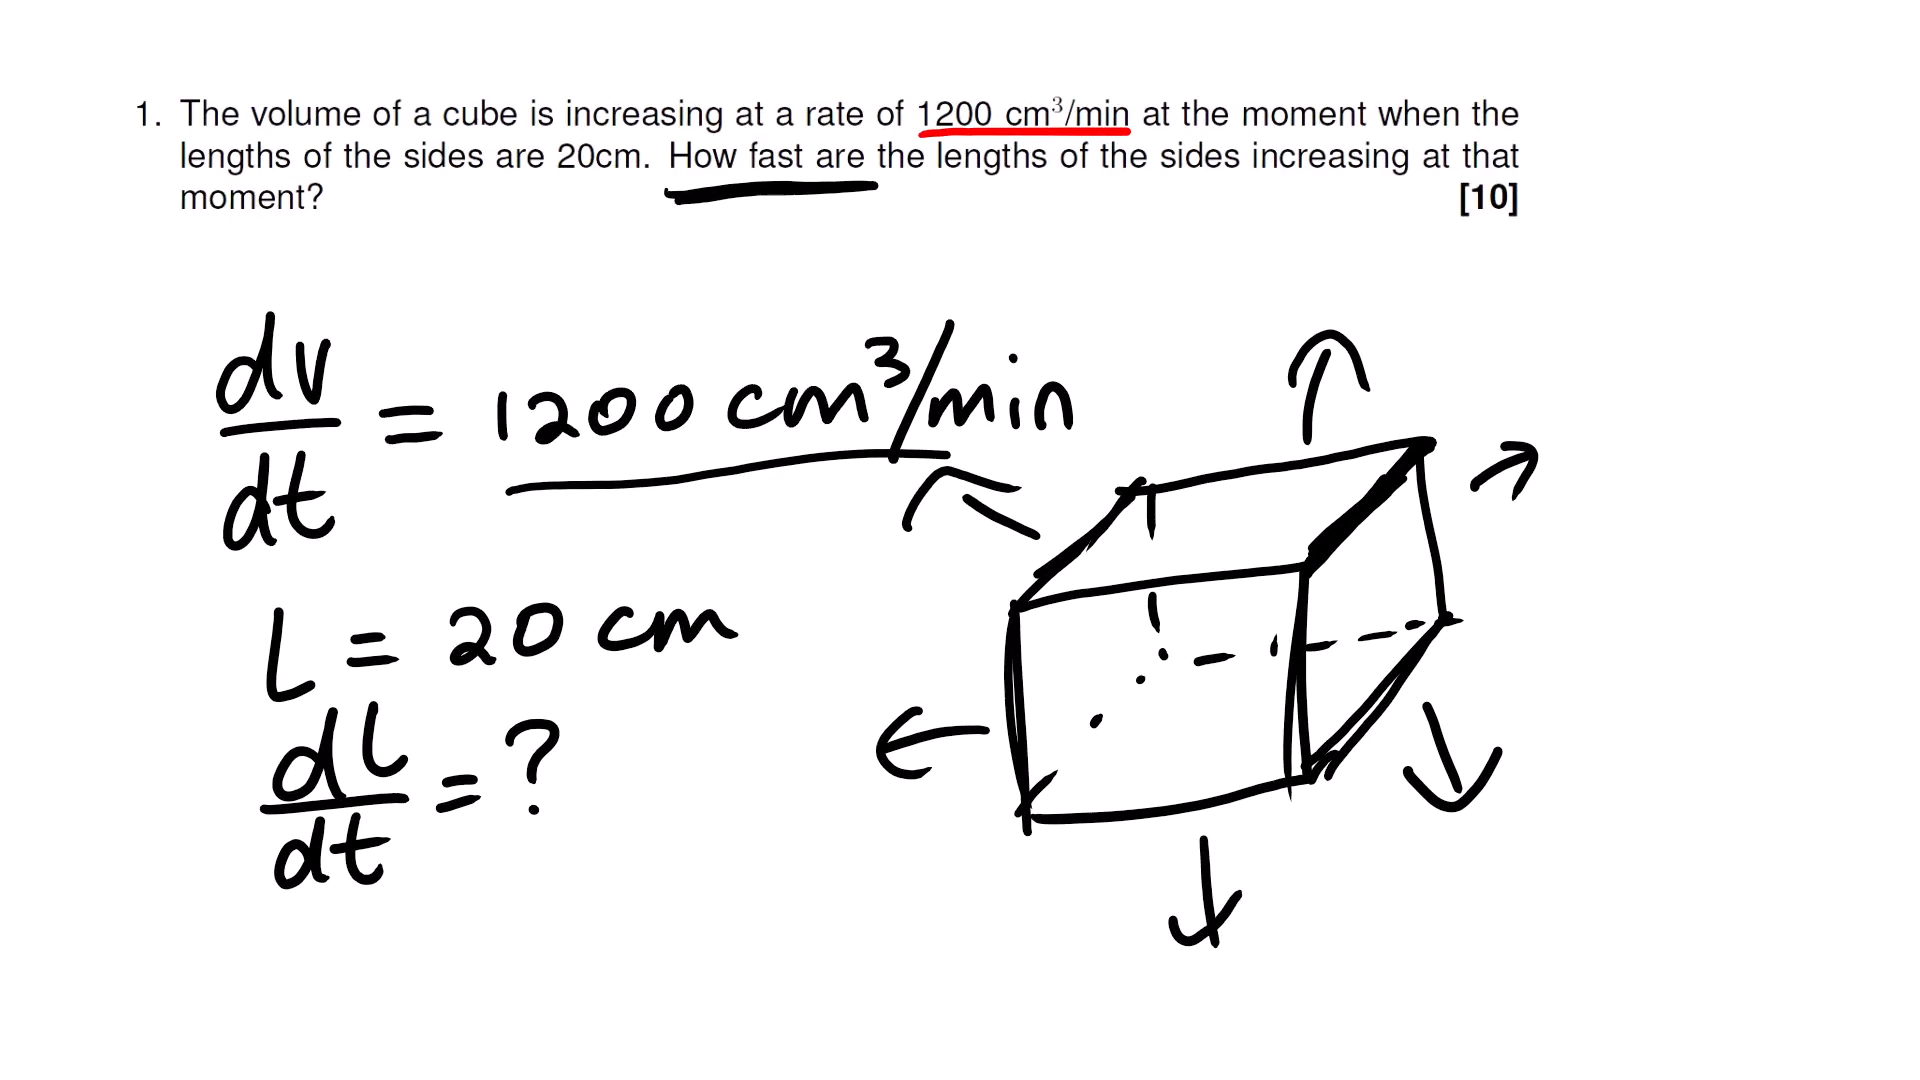 1. The volume of a cube is increasing at a rate of 1200 cm³/min at the moment when the
lengths of the sides are 20cm. How fast are the lengths of the sides increasing at that
moment? [10]
dv/dt = 1200 cm³/min
L = 20 cm
dL/dt = ?